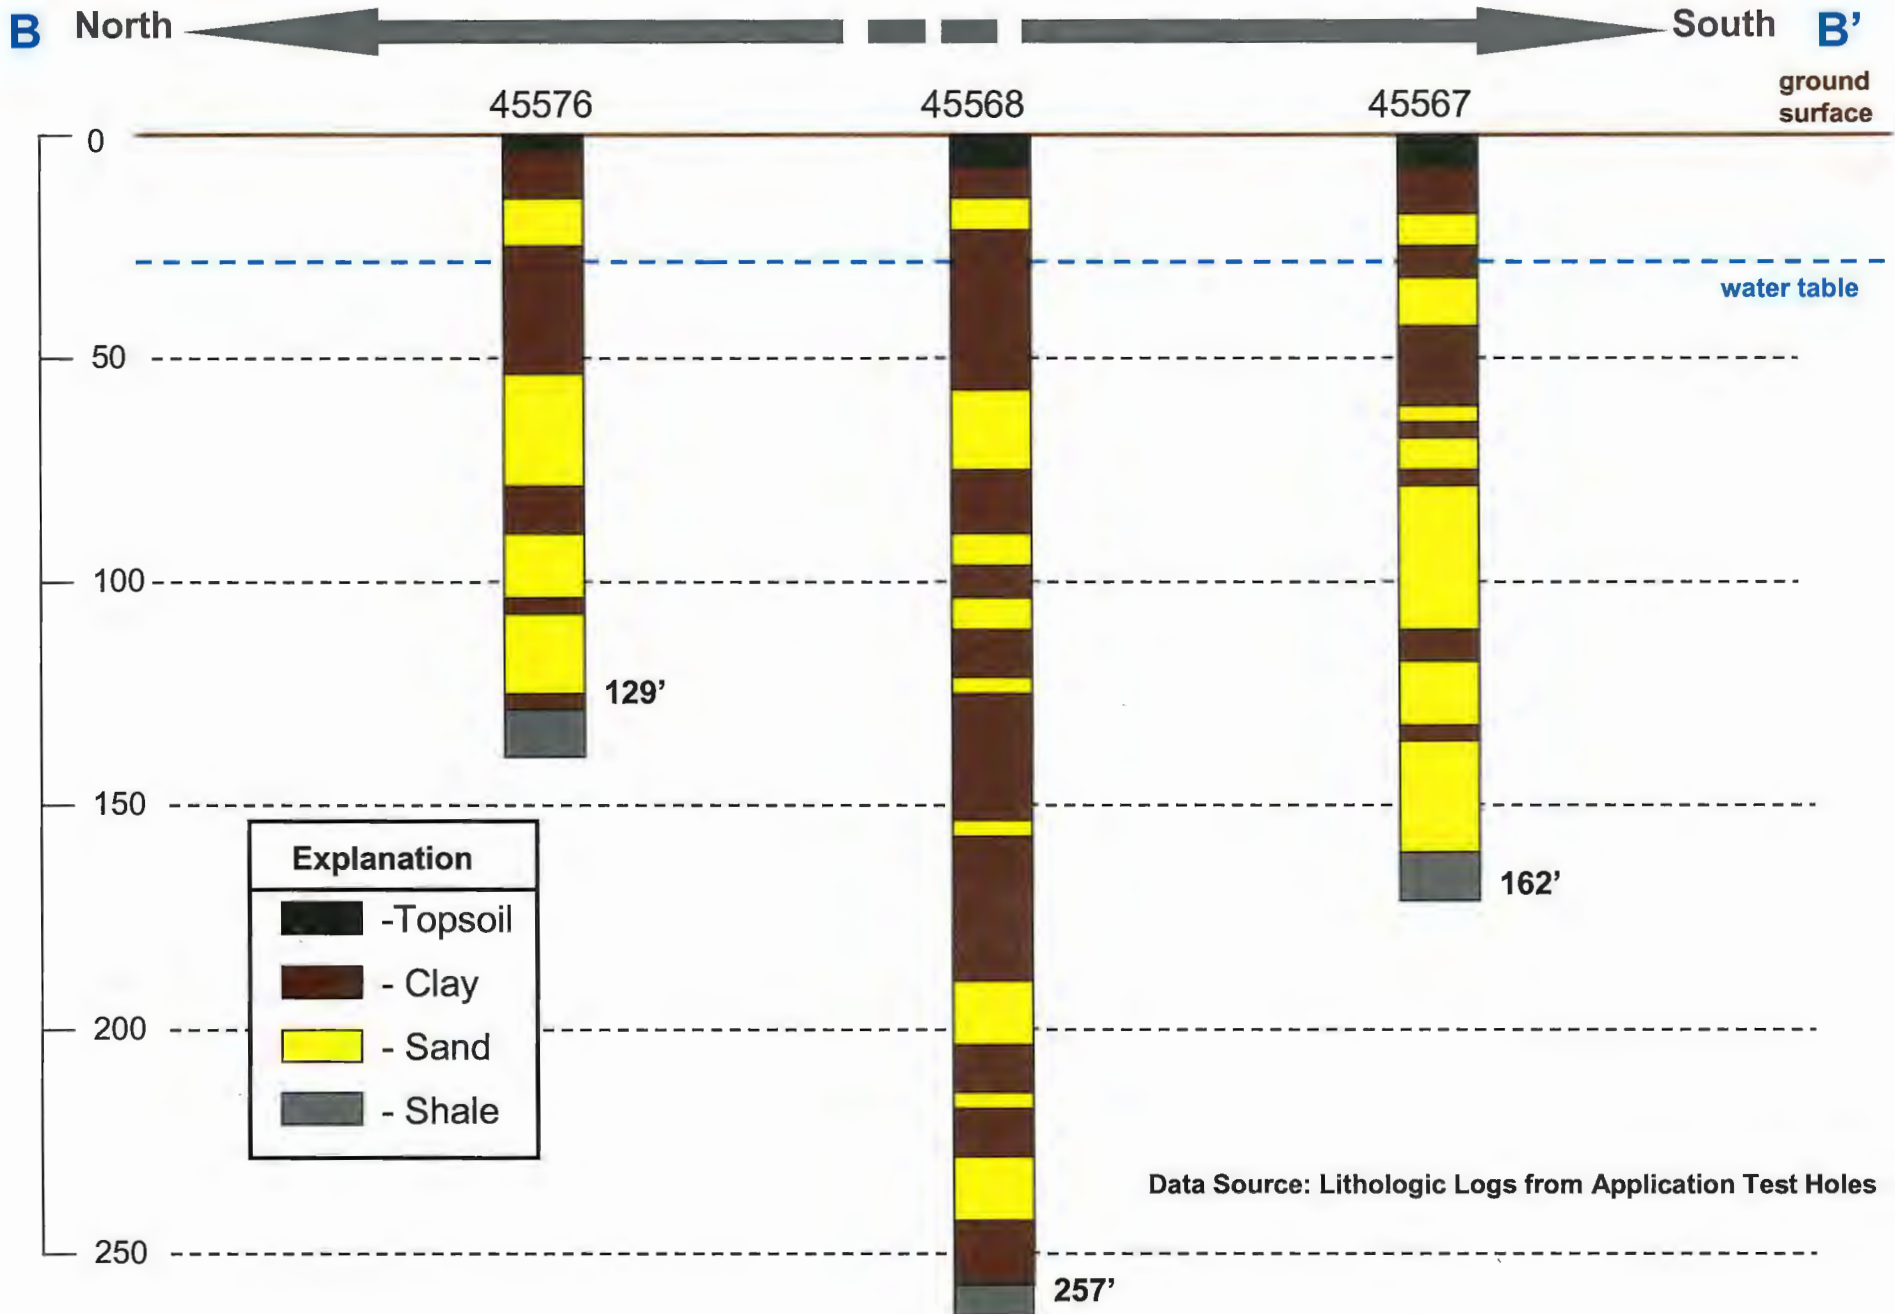 B North South B’
ground
surface
45576 45568 45567
0
water table
50
100
129’
150
Explanation
-Topsoil
- Clay
- Sand
- Shale
162’
200
Data Source: Lithologic Logs from Application Test Holes
250
257’